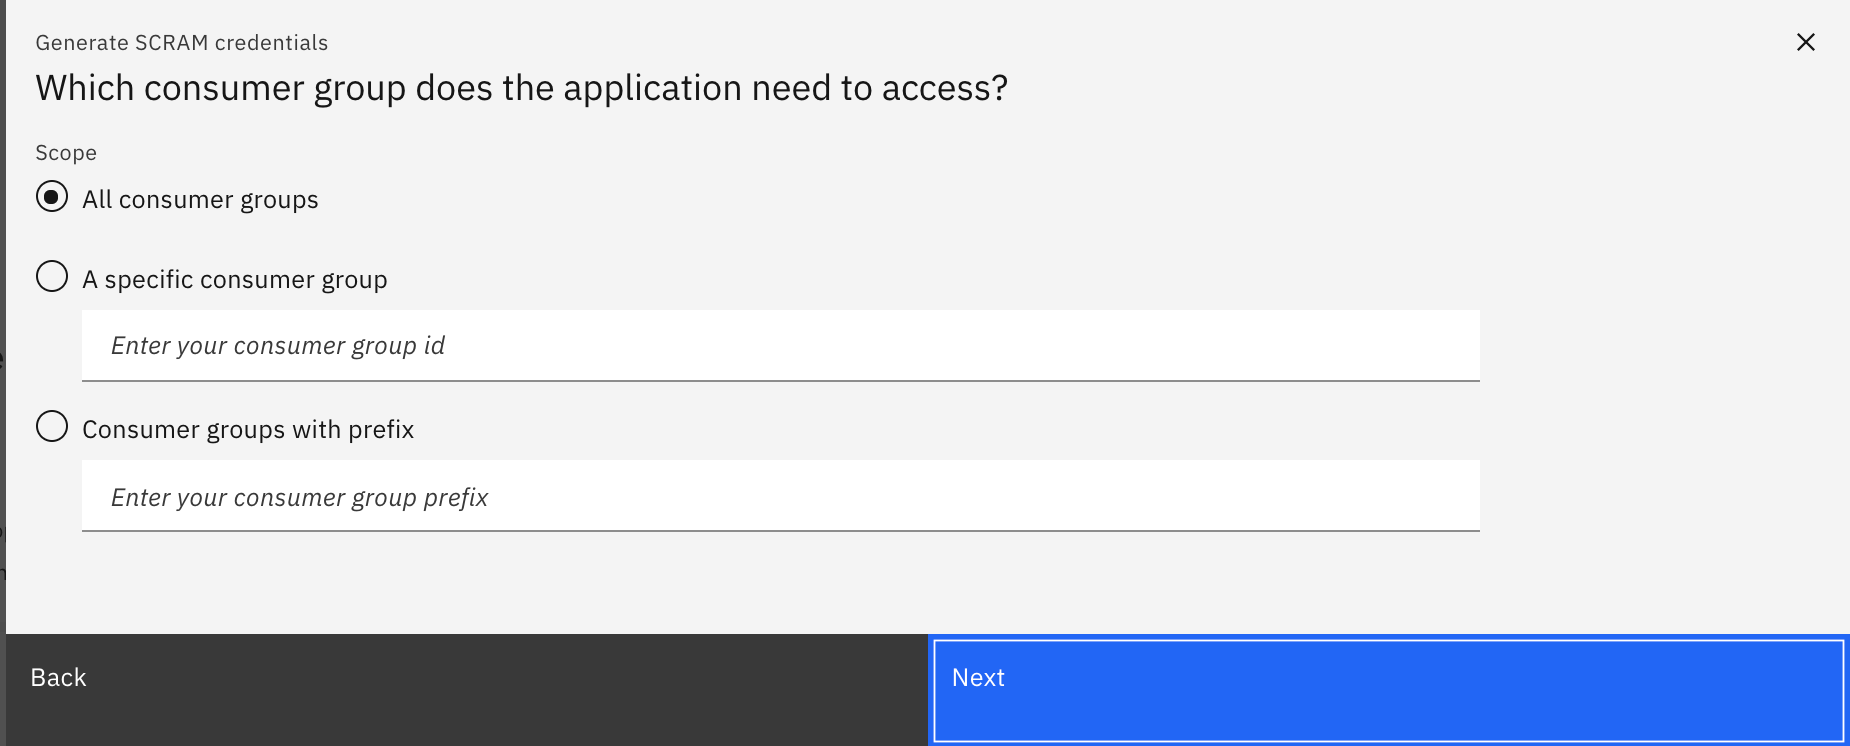 Generate SCRAM credentials
Which consumer group does the application need to access?
Scope
All consumer groups
A specific consumer group
Enter your consumer group id
Consumer groups with prefix
Enter your consumer group prefix
Back
Next